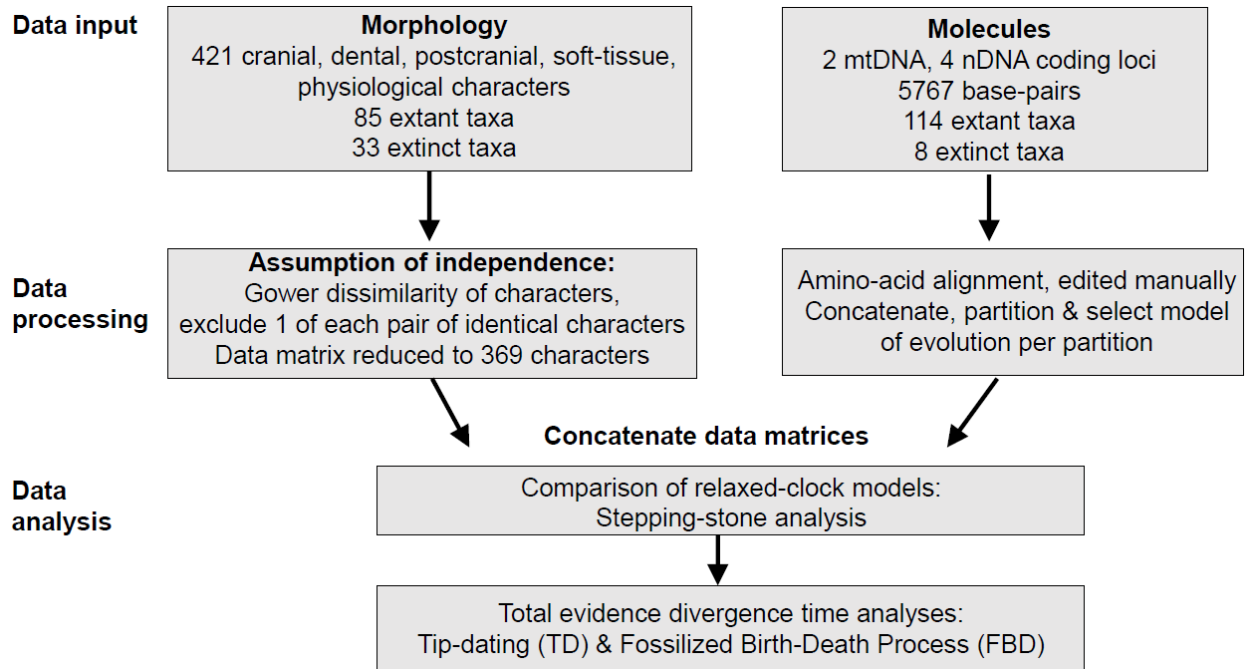 Data input
Morphology
421 cranial, dental, postcranial, soft-tissue,
physiological characters
85 extant taxa
33 extinct taxa
Molecules
2 mtDNA, 4 nDNA coding loci
5767 base-pairs
114 extant taxa
8 extinct taxa
Data
processing
Assumption of independence:
Gower dissimilarity of characters,
exclude 1 of each pair of identical characters
Data matrix reduced to 369 characters
Amino-acid alignment, edited manually
Concatenate, partition & select model
of evolution per partition
Concatenate data matrices
Data
analysis
Comparison of relaxed-clock models:
Stepping-stone analysis
Total evidence divergence time analyses:
Tip-dating (TD) & Fossilized Birth-Death Process (FBD)